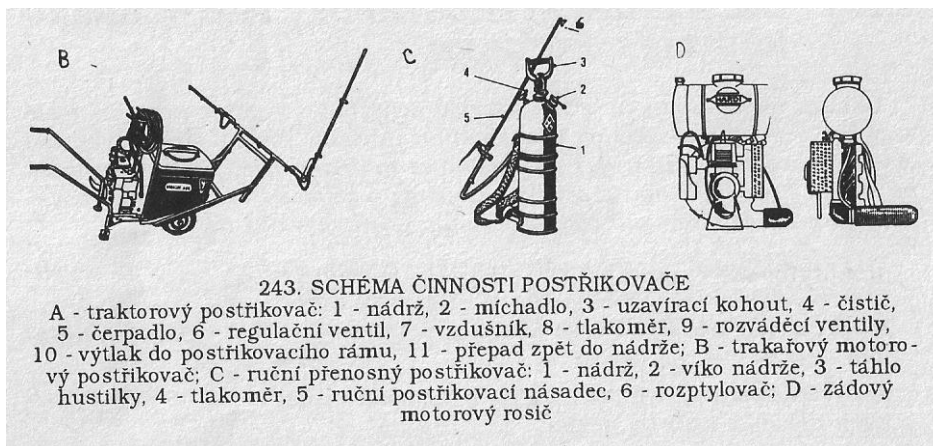 B
C
D
6
3
4
2
5
1
HARDI
243. SCHÉMA ČINNOSTI POSTŘIKOVAČE
A - traktorový postřikovač: 1 - nádrž, 2 - míchadlo, 3 - uzavírací kohout, 4 - čistič,
5 - čerpadlo, 6 - regulační ventil, 7 - vzdušník, 8 - tlakoměr, 9 - rozváděcí ventily,
10 - výtlak do postřikovacího rámu, 11 - přepad zpět do nádrže; B - trakařový motoro-
vý postřikovač; C - ruční přenosný postřikovač: 1 - nádrž, 2 - víko nádrže, 3 - táhlo
hustilky, 4 - tlakoměr, 5 - ruční postřikovací násadec, 6 - rozptylovač; D - zádový
motorový rosič